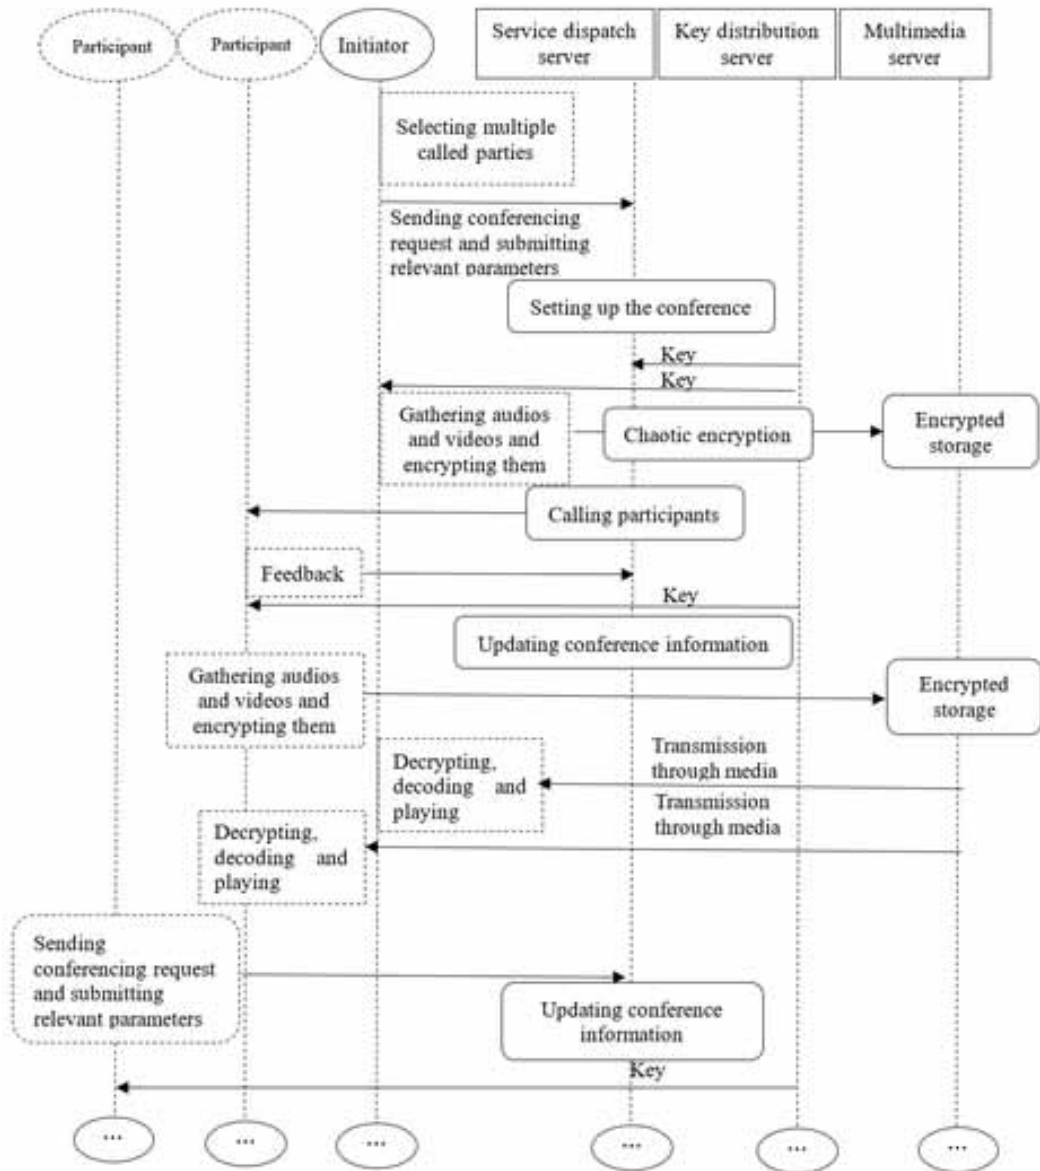 Participant
Participant
Initiator
Service dispatch
server
Key distribution
server
Multimedia
server
Selecting multiple
called parties
Sending conferencing
request and submitting
relevant parameters
Setting up the conference
Key
Key
Gathering audios
and videos and
encrypting them
Chaotic encryption
Encrypted
storage
Calling participants
Feedback
Key
Updating conference information
Gathering audios
and videos and
encrypting them
Encrypted
storage
Transmission
through media
Decrypting,
decoding and
playing
Transmission
through media
Decrypting,
decoding and
playing
Sending
conferencing request
and submitting
relevant parameters
Updating conference
information
Key
...
...
...
...
...
...